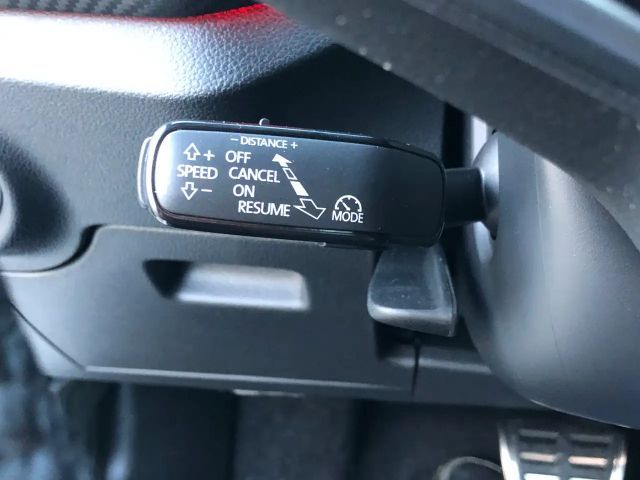 - DISTANCE +
+ OFF
SPEED CANCEL
- ON
RESUME
MODE